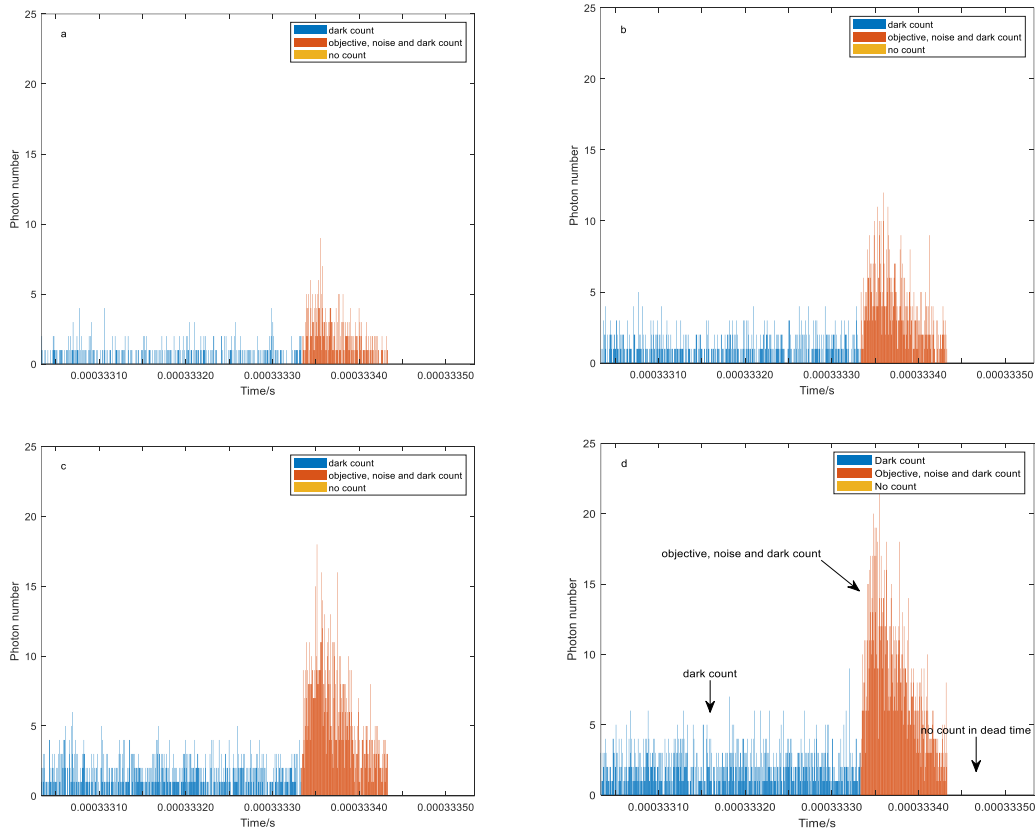 25
20
15
10
5
0
Photon number
a
dark count
objective, noise and dark count
no count
0.00033310
0.00033320
0.00033330
0.00033340
0.00033350
Time/s
25
20
15
10
5
0
Photon number
b
dark count
objective, noise and dark count
no count
0.00033310
0.00033320
0.00033330
0.00033340
0.00033350
Time/s
25
20
15
10
5
0
Photon number
c
dark count
objective, noise and dark count
no count
0.00033310
0.00033320
0.00033330
0.00033340
0.00033350
Time/s
25
20
15
10
5
0
Photon number
d
Dark count
Objective, noise and dark count
No count
objective, noise and dark count
dark count
no count in dead time
0.00033310
0.00033320
0.00033330
0.00033340
0.00033350
Time/s